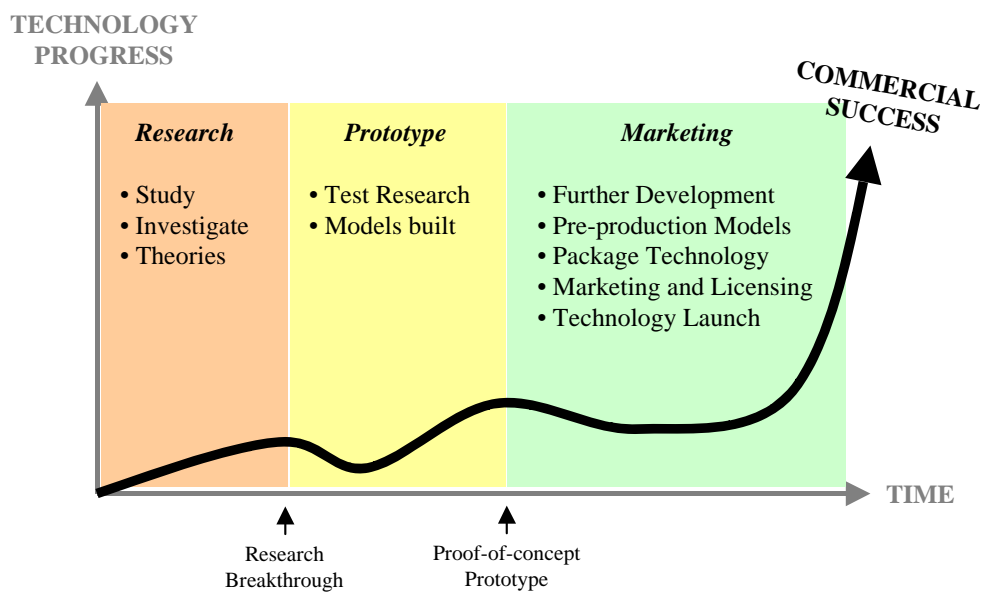 TECHNOLOGY
PROGRESS
COMMERCIAL
SUCCESS
Research
• Study
• Investigate
• Theories
Prototype
• Test Research
• Models built
Marketing
• Further Development
• Pre-production Models
• Package Technology
• Marketing and Licensing
• Technology Launch
TIME
Research
Breakthrough
Proof-of-concept
Prototype